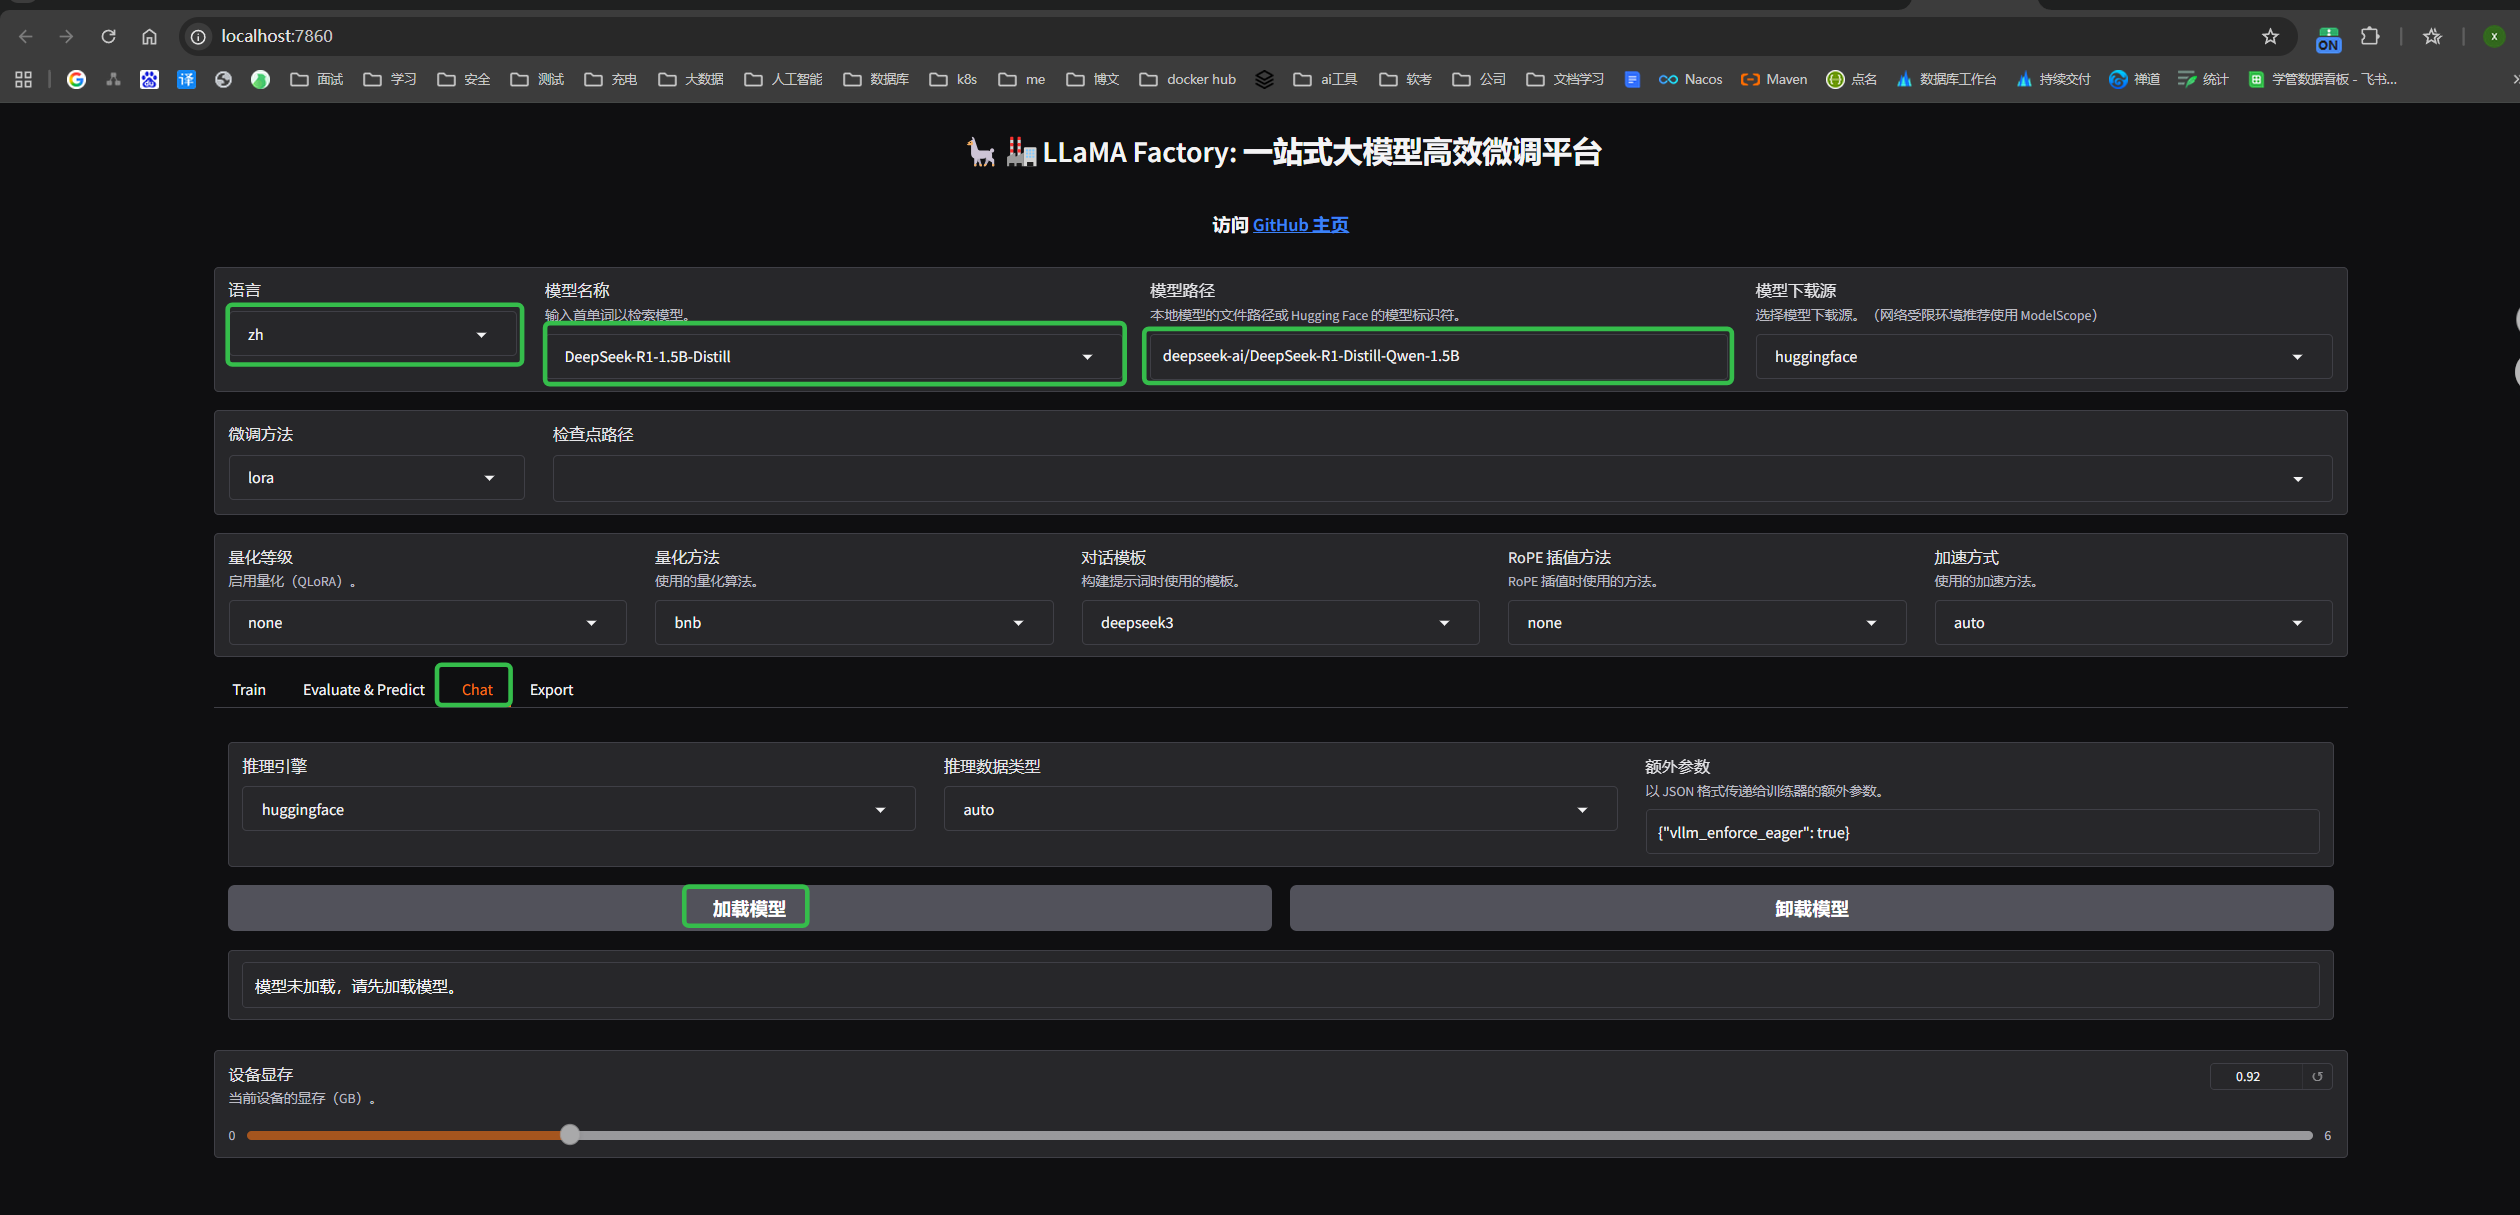 localhost:7860
ON
X
译
面试
学习
安全
测试
充电
大数据
人工智能
数据库
k8s
me
博文
docker hub
ai工具
软考
公司
文档学习
Nacos
Maven
点名
数据库工作台
持续交付
禅道
统计
学管数据看板 - 飞书...
LLaMA Factory: 一站式大模型高效微调平台
访问 GitHub 主页
语言
zh
模型名称
输入首单词以检索模型。
DeepSeek-R1-1.5B-Distill
模型路径
本地模型的文件路径或 Hugging Face 的模型标识符。
deepseek-ai/DeepSeek-R1-Distill-Qwen-1.5B
模型下载源
选择模型下载源。（网络受限环境推荐使用 ModelScope）
huggingface
微调方法
lora
检查点路径
量化等级
启用量化（QLoRA）。
none
量化方法
使用的量化算法。
bnb
对话模板
构建提示词时使用的模板。
deepseek3
RoPE 插值方法
RoPE 插值时使用的方法。
none
加速方式
使用的加速方法。
auto
Train
Evaluate & Predict
Chat
Export
推理引擎
huggingface
推理数据类型
auto
额外参数
以 JSON 格式传递给训练器的额外参数。
{"vllm_enforce_eager": true}
加载模型
卸载模型
模型未加载，请先加载模型。
设备显存
当前设备的显存（GB）。
0.92
0
6